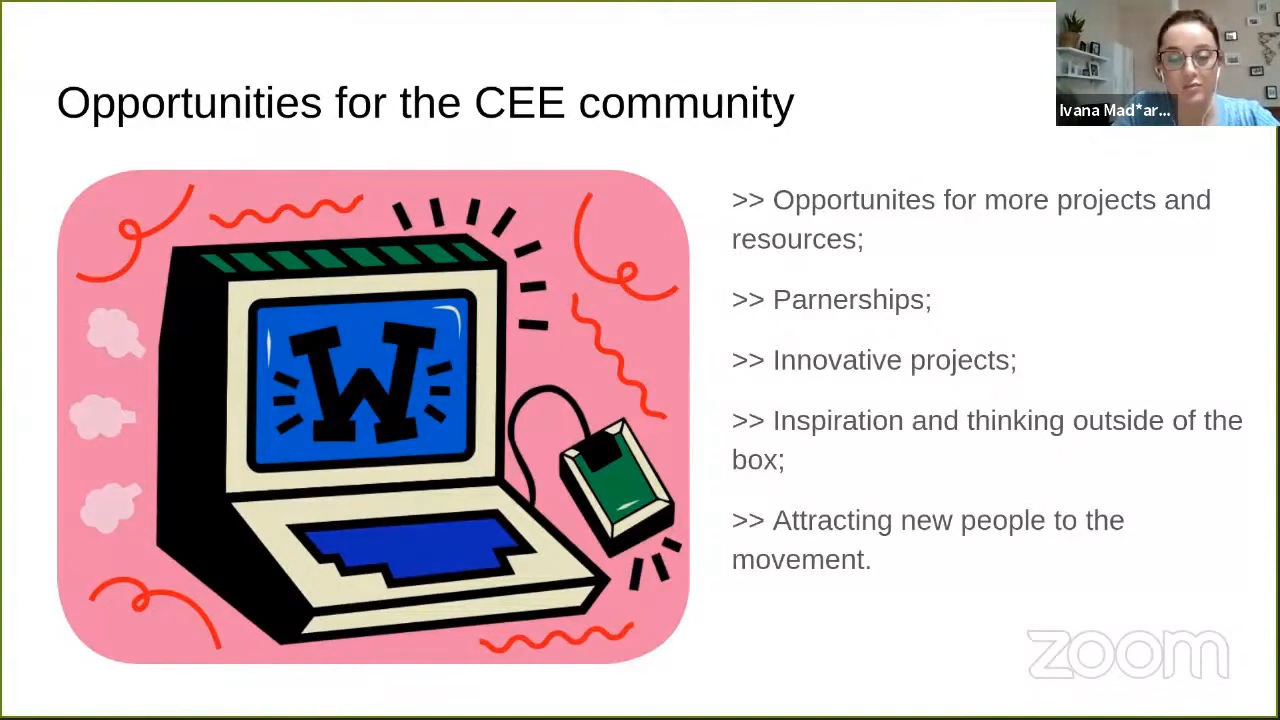 Opportunities for the CEE community
Ivana Mad*ar...
>> Opportunites for more projects and
resources;
>> Parnerships;
>> Innovative projects;
>> Inspiration and thinking outside of the
box;
>> Attracting new people to the
movement.
W
zoom